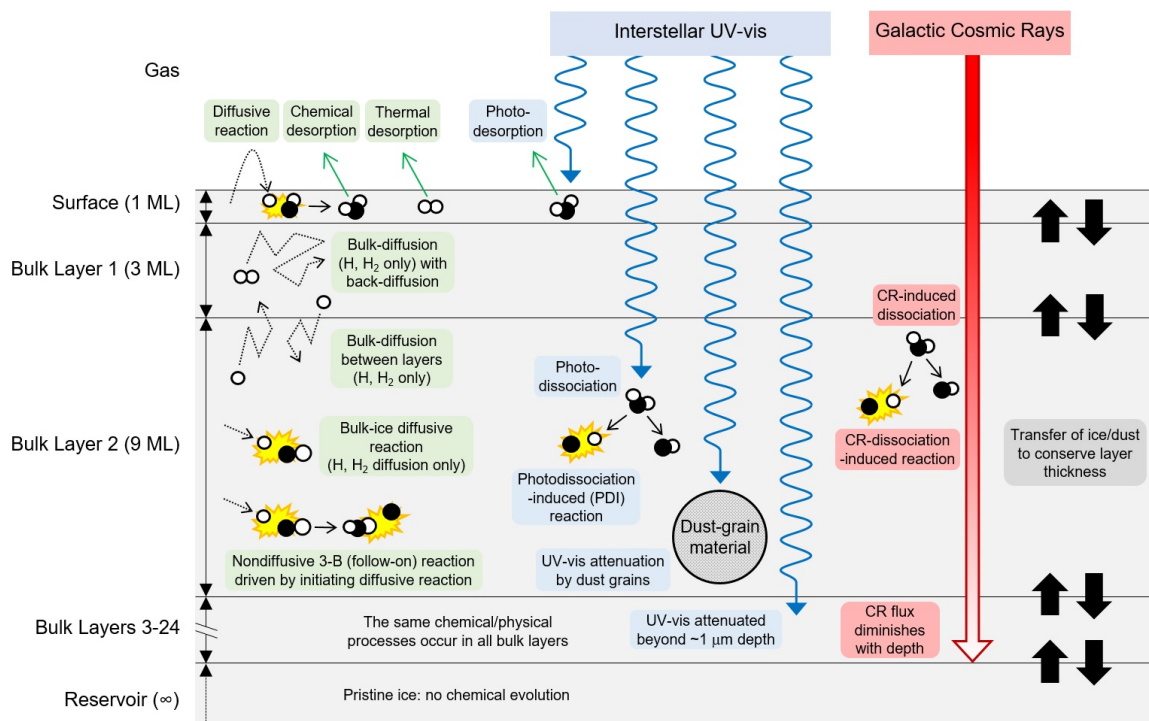 Interstellar UV-vis
Galactic Cosmic Rays
Gas
Diffusive
reaction
Chemical
desorption
Thermal
desorption
Photo-
desorption
Surface (1 ML)
Bulk Layer 1 (3 ML)
Bulk-diffusion
(H, H₂ only) with
back-diffusion
CR-induced
dissociation
Bulk-diffusion
between layers
(H, H₂ only)
Photo-
dissociation
Bulk Layer 2 (9 ML)
Bulk-ice diffusive
reaction
(H, H₂ diffusion only)
CR-dissociation
-induced reaction
Transfer of ice/dust
to conserve layer
thickness
Photodissociation
-induced (PDI)
reaction
Dust-grain
material
Nondiffusive 3-B (follow-on) reaction
driven by initiating diffusive reaction
UV-vis attenuation
by dust grains
Bulk Layers 3-24
The same chemical/physical
processes occur in all bulk layers
UV-vis attenuated
beyond ~1 μm depth
CR flux
diminishes
with depth
Reservoir (∞)
Pristine ice: no chemical evolution